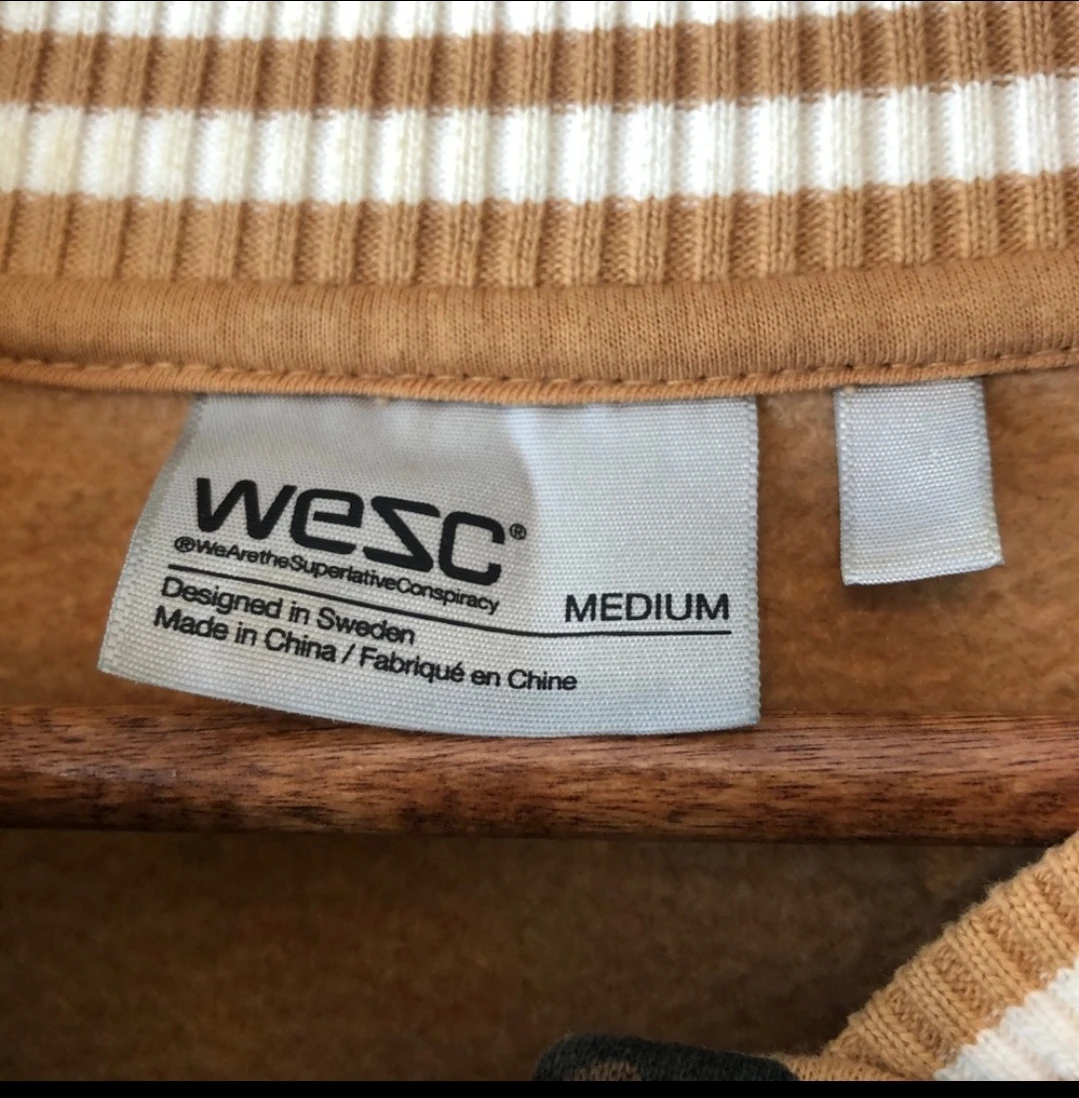 wesc®
®WeAretheSuperlativeConspiracy
MEDIUM
Designed in Sweden
Made in China / Fabriqué en Chine